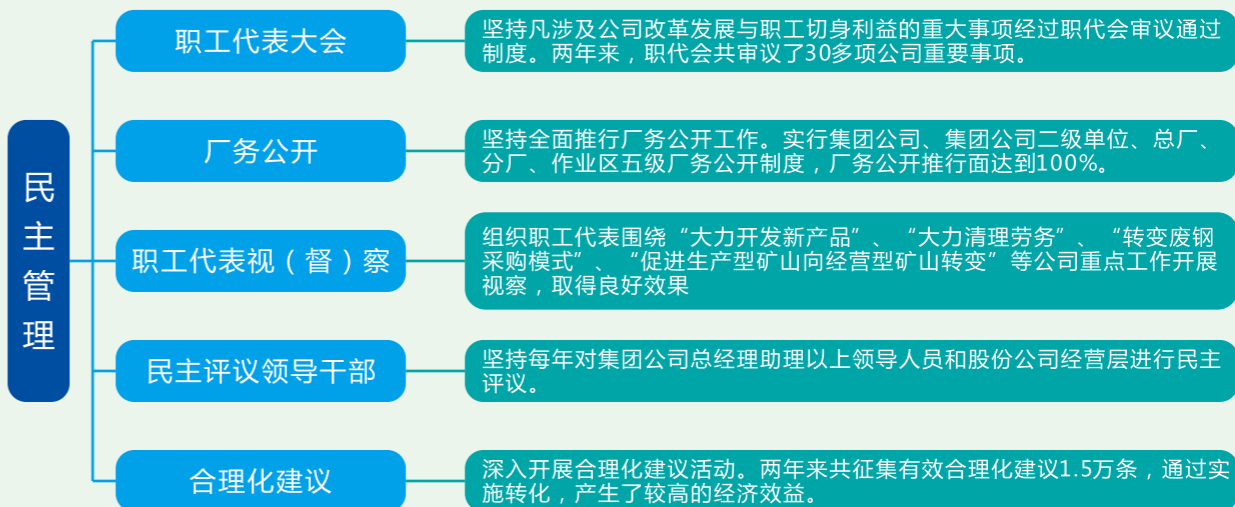 民主管理
职工代表大会
坚持凡涉及公司改革发展与职工切身利益的重大事项经过职代会审议通过
制度。两年来，职代会共审议了30多项公司重要事项。
厂务公开
坚持全面推行厂务公开工作。实行集团公司、集团公司二级单位、总厂、
分厂、作业区五级厂务公开制度，厂务公开推行面达到100%。
职工代表视（督）察
组织职工代表围绕“大力开发新产品”、“大力清理劳务”、“转变废钢
采购模式”、“促进生产型矿山向经营型矿山转变”等公司重点工作开展
视察，取得良好效果
民主评议领导干部
坚持每年对集团公司总经理助理以上领导人员和股份公司经营层进行民主
评议。
合理化建议
深入开展合理化建议活动。两年来共征集有效合理化建议1.5万条，通过实
施转化，产生了较高的经济效益。